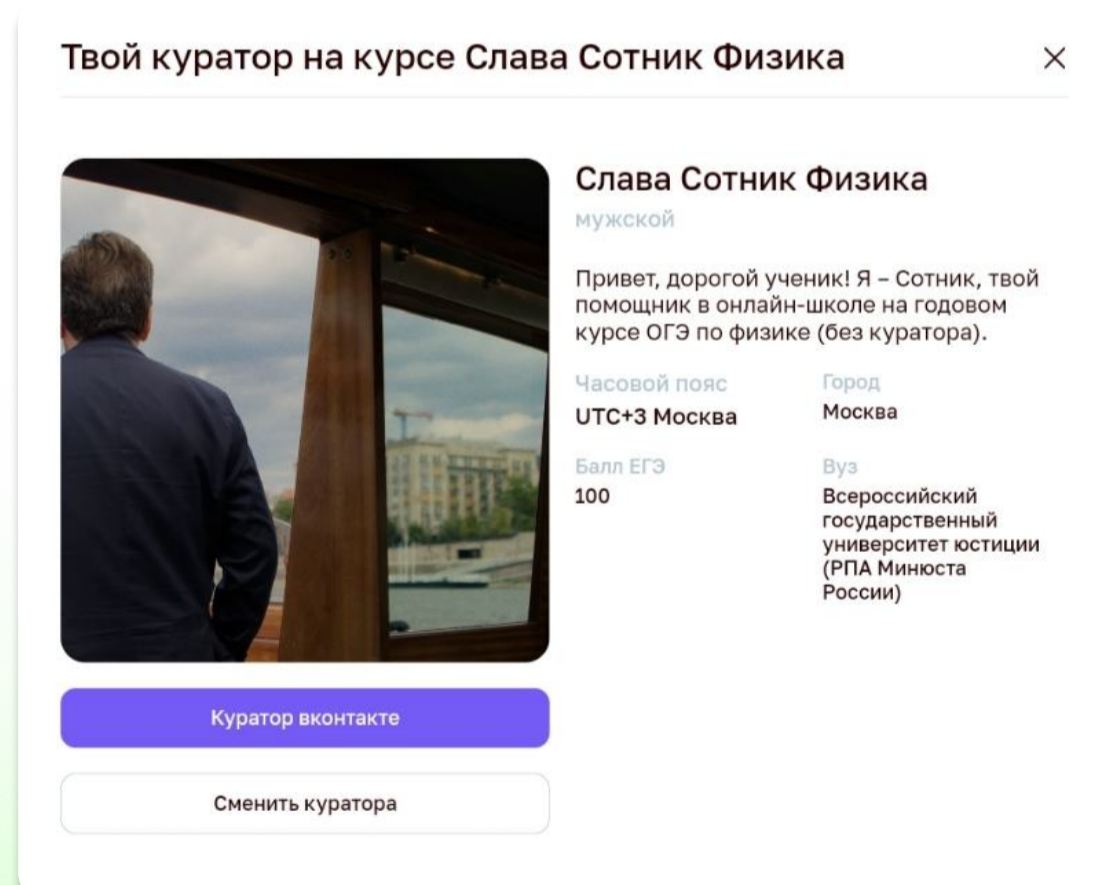 Твой куратор на курсе Слава Сотник Физика
Слава Сотник Физика
мужской
Привет, дорогой ученик! Я – Сотник, твой
помощник в онлайн-школе на годовом
курсе ОГЭ по физике (без куратора).
Часовой пояс
UTC+3 Москва
Город
Москва
Балл ЕГЭ
100
Вуз
Всероссийский
государственный
университет юстиции
(РПА Минюста
России)
Куратор вконтакте
Сменить куратора